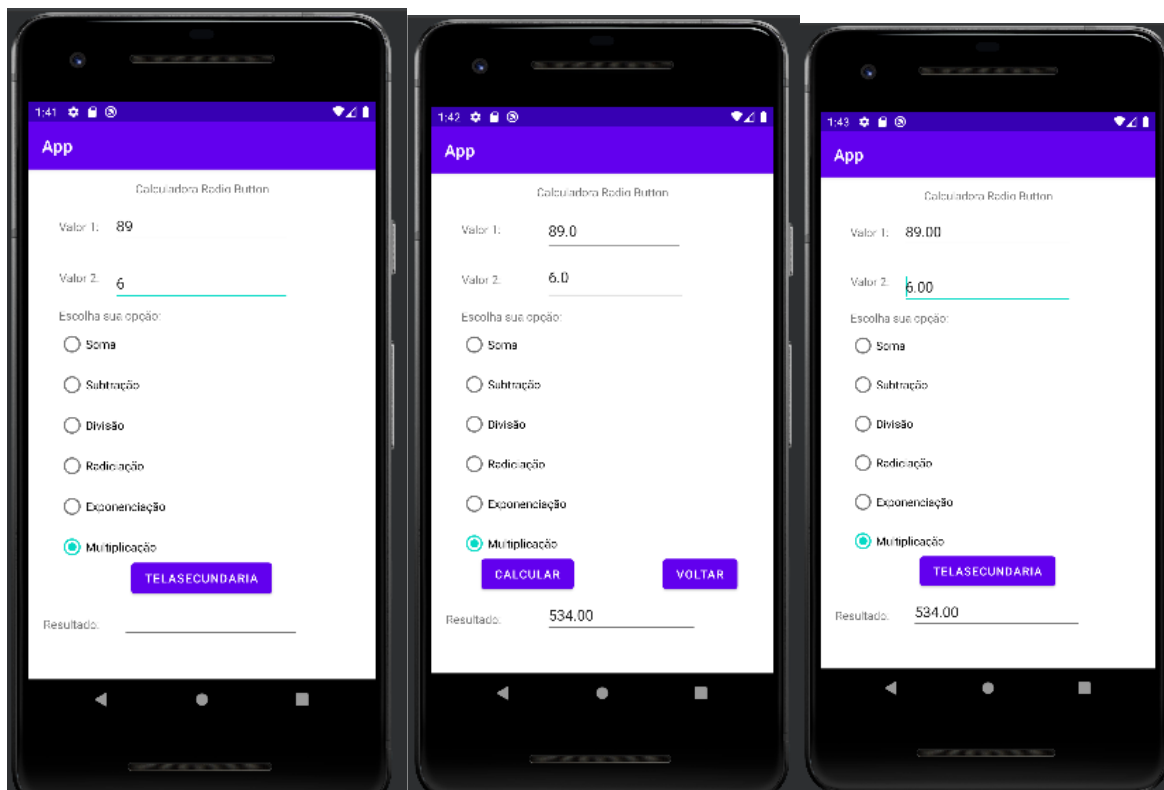 1:41
App
Calculadora Radio Button
Valor 1: 89
Valor 2: 6
Escolha sua opção:
Soma
Subtração
Divisão
Radiciação
Exponenciação
Multiplicação
TELASECUNDARIA
Resultado:
1:42
App
Calculadora Radio Button
Valor 1: 89.0
Valor 2: 6.0
Escolha sua opção:
Soma
Subtração
Divisão
Radiciação
Exponenciação
Multiplicação
CALCULAR VOLTAR
Resultado: 534.00
1:43
App
Calculadora Radio Button
Valor 1: 89.00
Valor 2: 6.00
Escolha sua opção:
Soma
Subtração
Divisão
Radiciação
Exponenciação
Multiplicação
TELASECUNDARIA
Resultado: 534.00